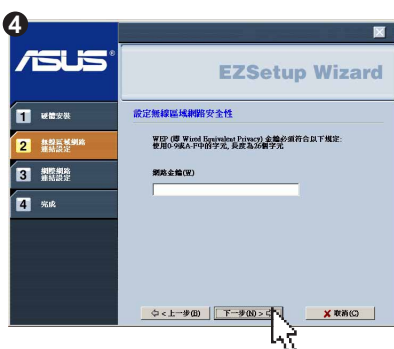 4
ASUS®
EZSetup Wizard
1 硬體安裝
2 無線區域網路
連結設定
3 網際網路
連結設定
4 完成
設定無線區域網路安全性
WEP (即 Wired Equivalent Privacy) 金鑰必須符合以下規定:
使用0-9或A-F中的字元, 長度為26個字元
網路金鑰(W)
< 上一步(B)
下一步(N) >
取消(C)